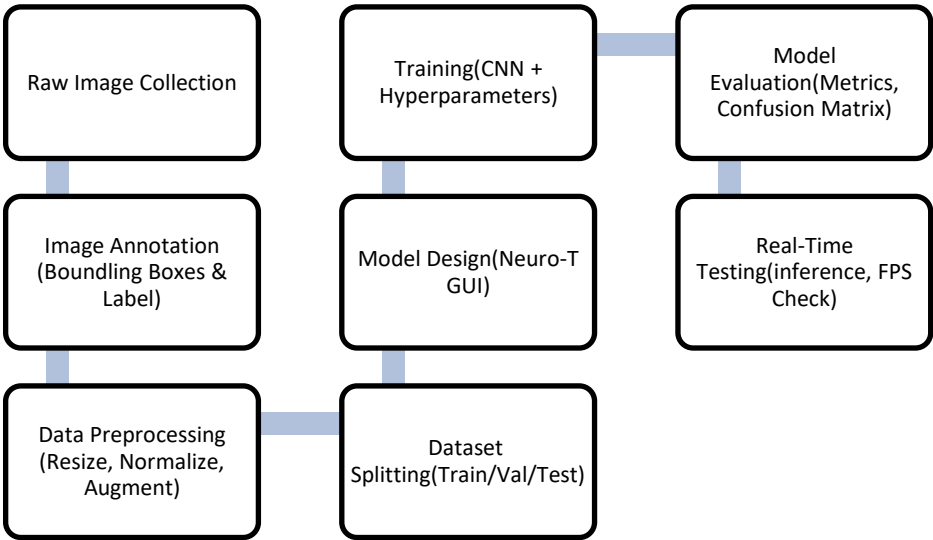 Raw Image Collection
Image Annotation
(Boundling Boxes &
Label)
Data Preprocessing
(Resize, Normalize,
Augment)
Dataset
Splitting(Train/Val/Test)
Model Design(Neuro-T
GUI)
Training(CNN +
Hyperparameters)
Model
Evaluation(Metrics,
Confusion Matrix)
Real-Time
Testing(inference, FPS
Check)